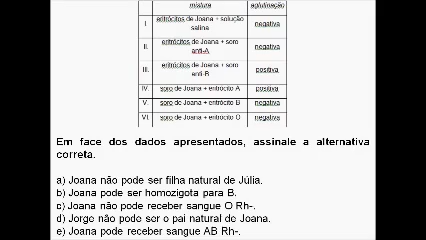 mistura aglutinação
I. eritrócitos de Joana + solução salina negativa
II. eritrócitos de Joana + soro anti-A negativa
III. eritrócitos de Joana + soro anti-B positiva
IV. soro de Joana + eritrócito A positiva
V. soro de Joana + eritrócito B negativa
VI. soro de Joana + eritrócito O negativa
Em face dos dados apresentados, assinale a alternativa
correta.
a) Joana não pode ser filha natural de Júlia.
b) Joana pode ser homozigota para B.
c) Joana não pode receber sangue O Rh-.
d) Jorge não pode ser o pai natural de Joana.
e) Joana pode receber sangue AB Rh-.